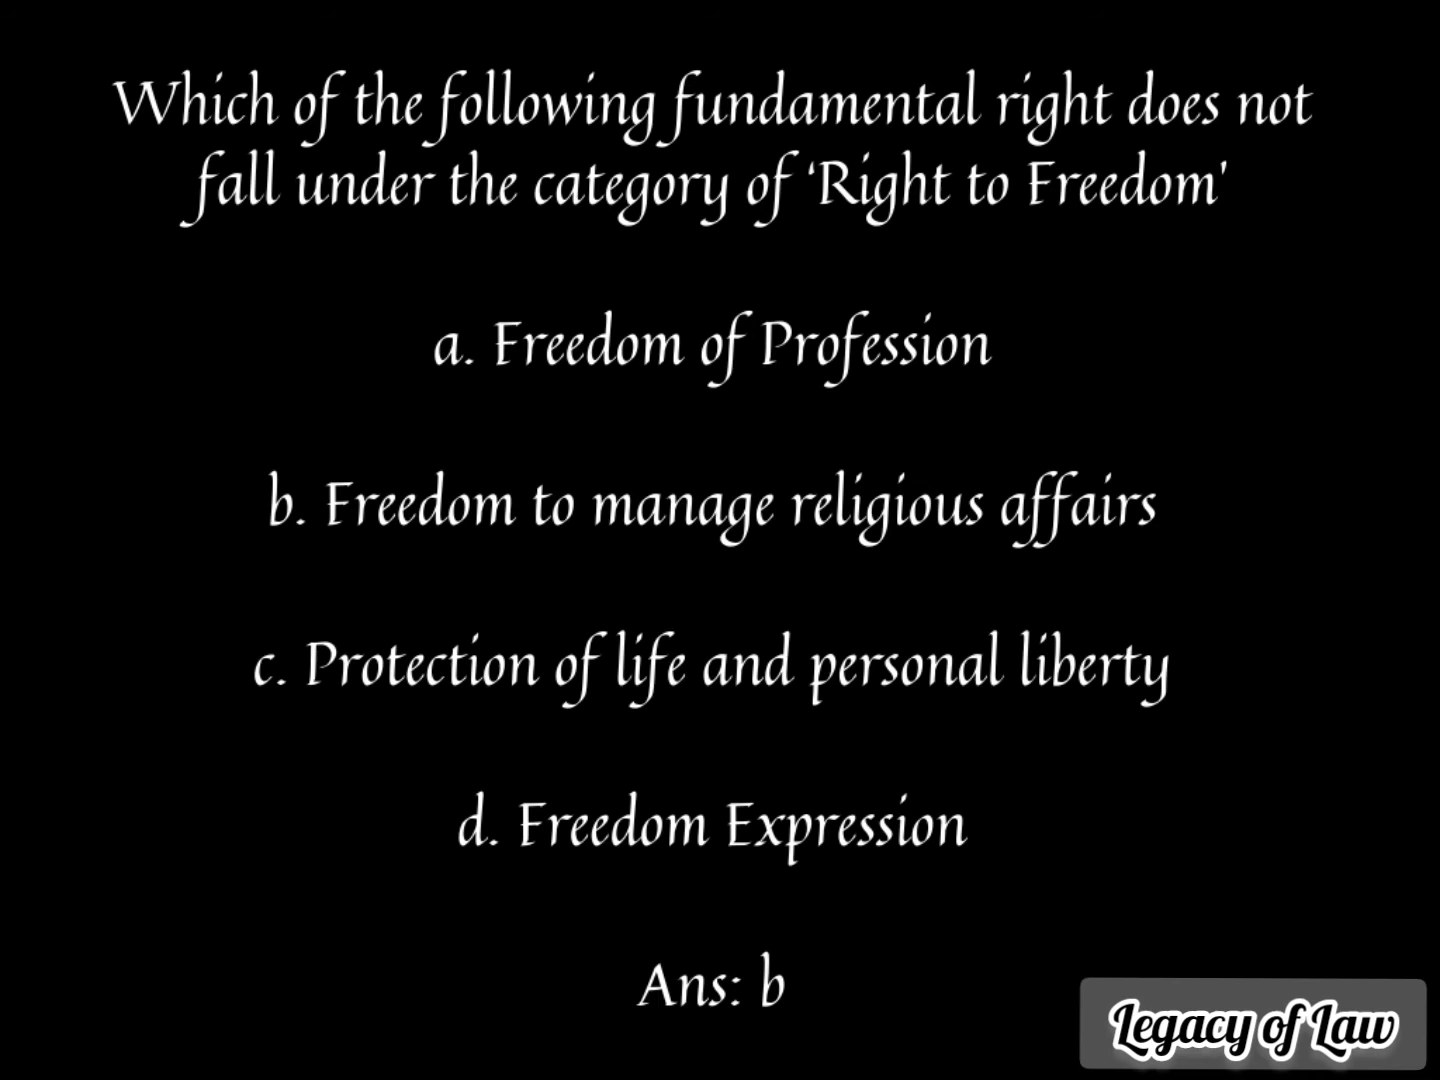 Which of the following fundamental right does not
fall under the category of ‘Right to Freedom’
a. Freedom of Profession
b. Freedom to manage religious affairs
c. Protection of life and personal liberty
d. Freedom Expression
Ans: b
Legacy of Law